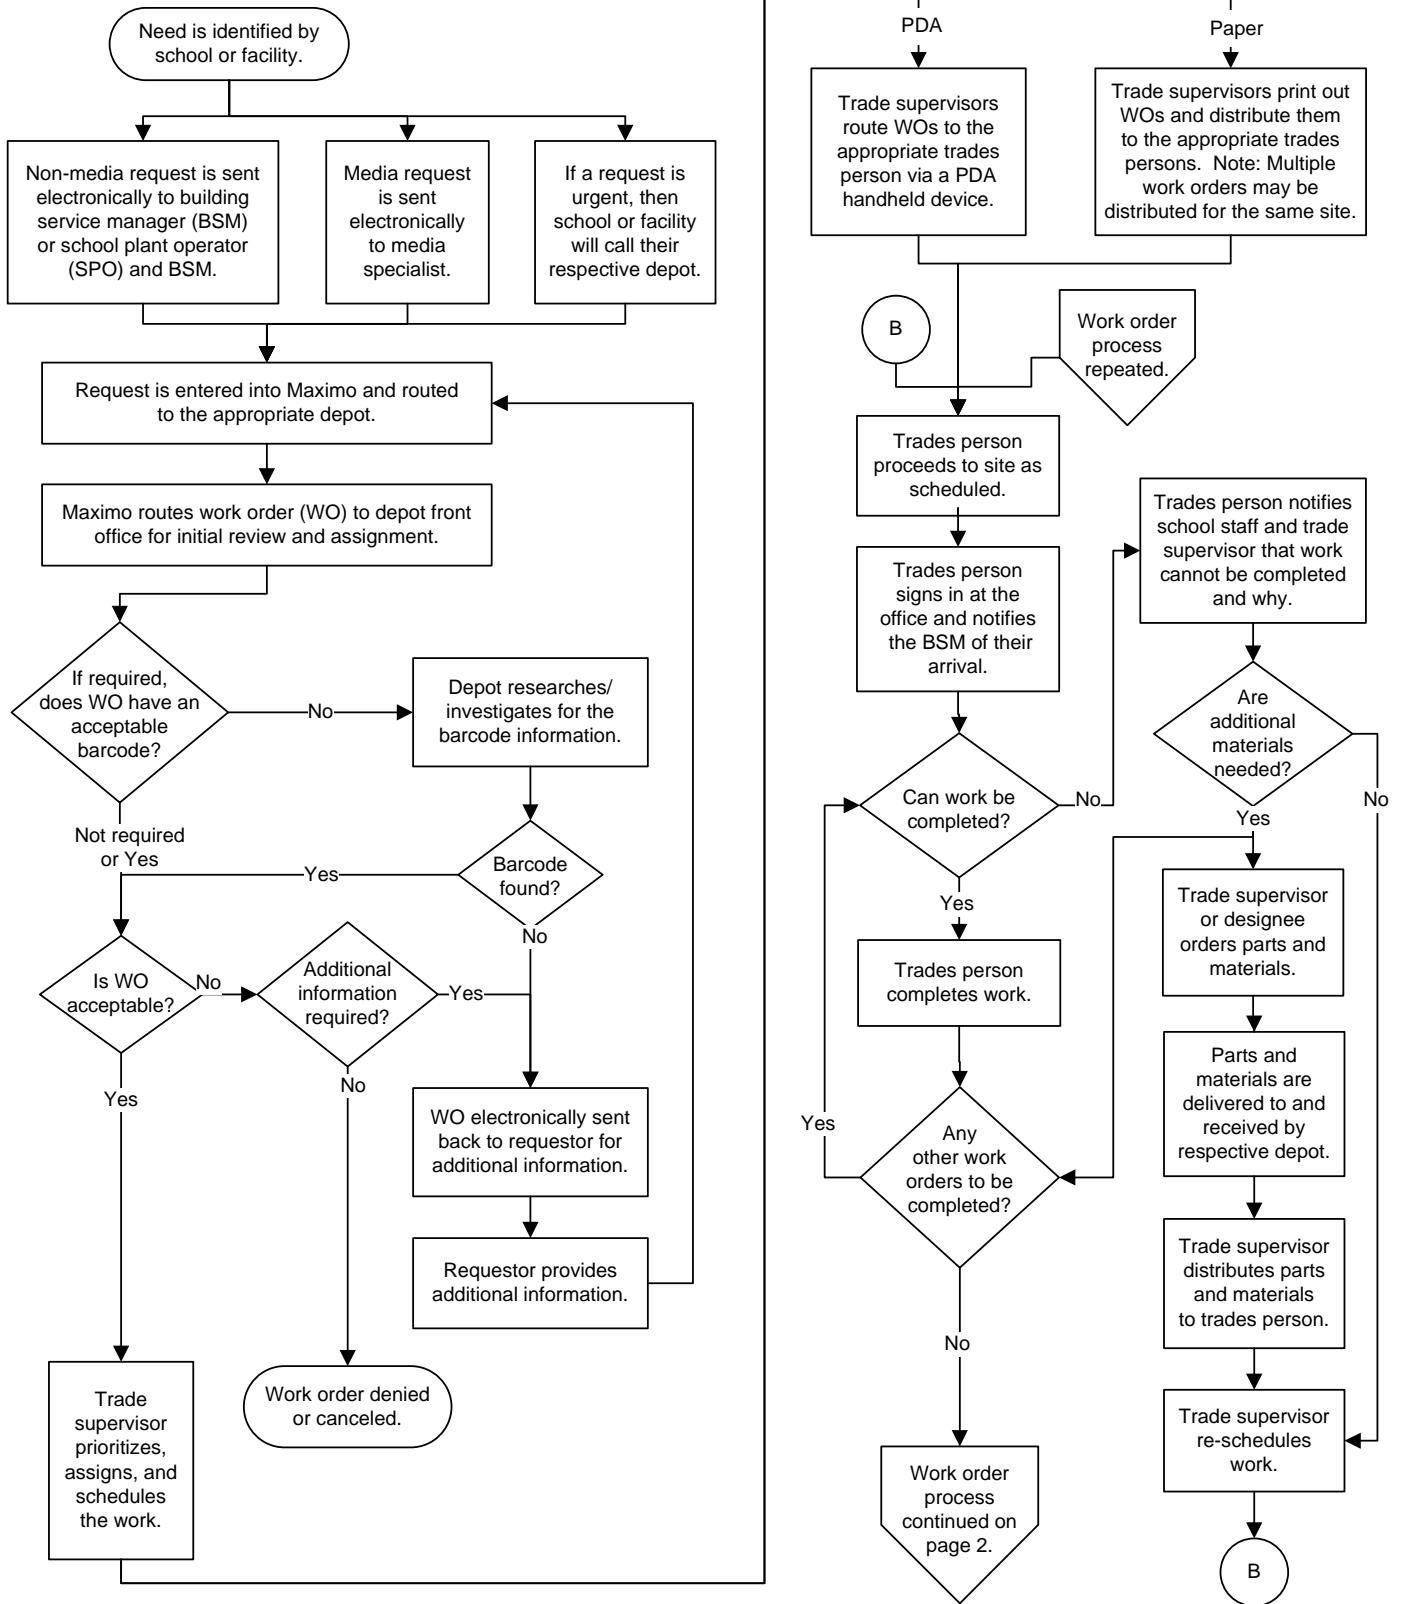 Need is identified by
school or facility.
Non-media request is sent
electronically to building
service manager (BSM)
or school plant operator
(SPO) and BSM.
Media request
is sent
electronically
to media
specialist.
If a request is
urgent, then
school or facility
will call their
respective depot.
Request is entered into Maximo and routed
to the appropriate depot.
Maximo routes work order (WO) to depot front
office for initial review and assignment.
If required,
does WO have an
acceptable
barcode?
No
Depot researches/
investigates for the
barcode information.
Not required
or Yes
Barcode
found?
Yes
No
Is WO
acceptable?
No
Additional
information
required?
Yes
No
Yes
WO electronically sent
back to requestor for
additional information.
Requestor provides
additional information.
Work order denied
or canceled.
Trade
supervisor
prioritizes,
assigns, and
schedules
the work.
PDA
Paper
Trade supervisors
route WOs to the
appropriate trades
person via a PDA
handheld device.
Trade supervisors print out
WOs and distribute them
to the appropriate trades
persons.  Note: Multiple
work orders may be
distributed for the same site.
B
Work order
process
repeated.
Trades person
proceeds to site as
scheduled.
Trades person
signs in at the
office and notifies
the BSM of their
arrival.
Trades person notifies
school staff and trade
supervisor that work
cannot be completed
and why.
Can work be
completed?
No
Are
additional
materials
needed?
No
Yes
Yes
Trades person
completes work.
Trade supervisor
or designee
orders parts and
materials.
Parts and
materials are
delivered to and
received by
respective depot.
Any
other work
orders to be
completed?
Yes
No
Trade supervisor
distributes parts
and materials
to trades person.
Trade supervisor
re-schedules
work.
Work order
process
continued on
page 2.
B